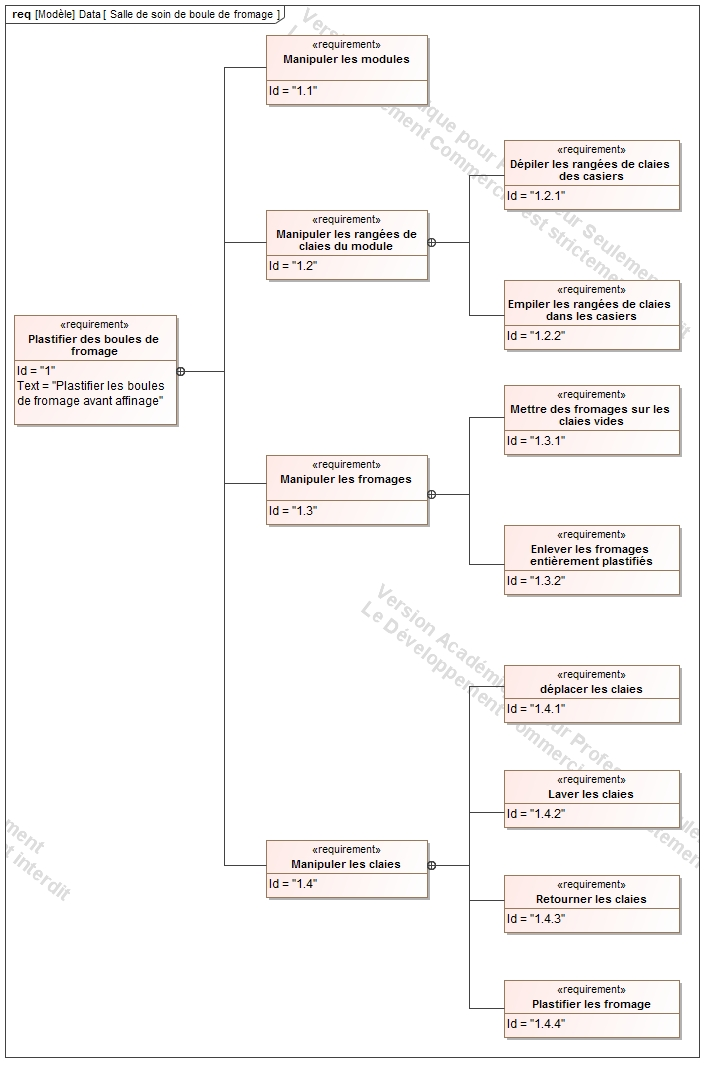 req [Modèle] Data [ Salle de soin de boule de fromage ]
«requirement»
Manipuler les modules
Id = "1.1"
«requirement»
Dépiler les rangées de claies
des casiers
Id = "1.2.1"
«requirement»
Manipuler les rangées de
claies du module
Id = "1.2"
«requirement»
Empiler les rangées de claies
dans les casiers
Id = "1.2.2"
«requirement»
Plastifier des boules de
fromage
Id = "1"
Text = "Plastifier les boules
de fromage avant affinage"
«requirement»
Mettre des fromages sur les
claies vides
Id = "1.3.1"
«requirement»
Manipuler les fromages
Id = "1.3"
«requirement»
Enlever les fromages
entièrement plastifiés
Id = "1.3.2"
«requirement»
déplacer les claies
Id = "1.4.1"
«requirement»
Laver les claies
Id = "1.4.2"
«requirement»
Manipuler les claies
Id = "1.4"
«requirement»
Retourner les claies
Id = "1.4.3"
«requirement»
Plastifier les fromage
Id = "1.4.4"